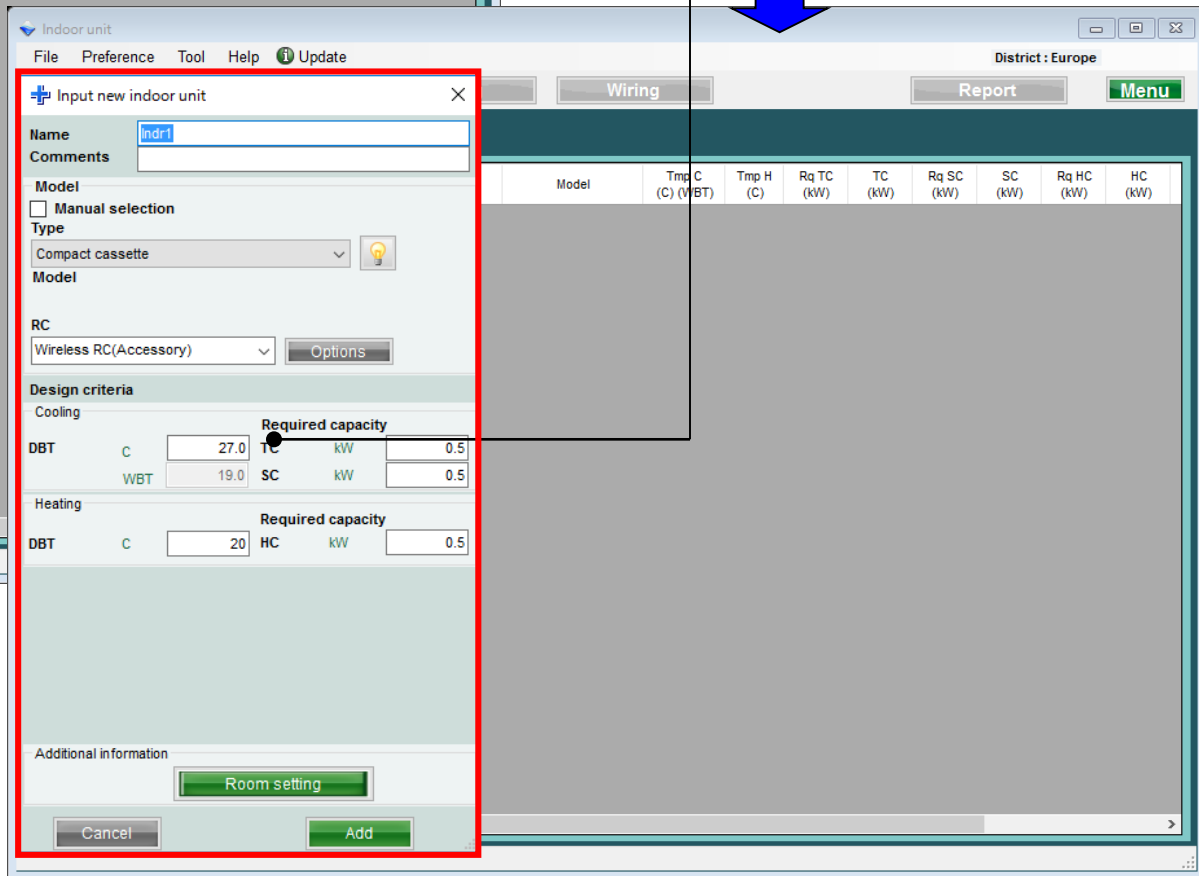 Indoor unit
File Preference Tool Help Update
District : Europe
Input new indoor unit
Wiring
Report
Menu
Name Indr1
Comments
Model
Manual selection
Type
Compact cassette
Model
RC
Wireless RC(Accessory) Options
Design criteria
Cooling
Required capacity
DBT C 27.0 TC kW 0.5
WBT 19.0 SC kW 0.5
Heating
Required capacity
DBT C 20 HC kW 0.5
Additional information
Room setting
Cancel Add
Model Tmp C Tmp H Rq TC TC Rq SC SC Rq HC HC
(C) (WBT) (C) (kW) (kW) (kW) (kW) (kW) (kW)